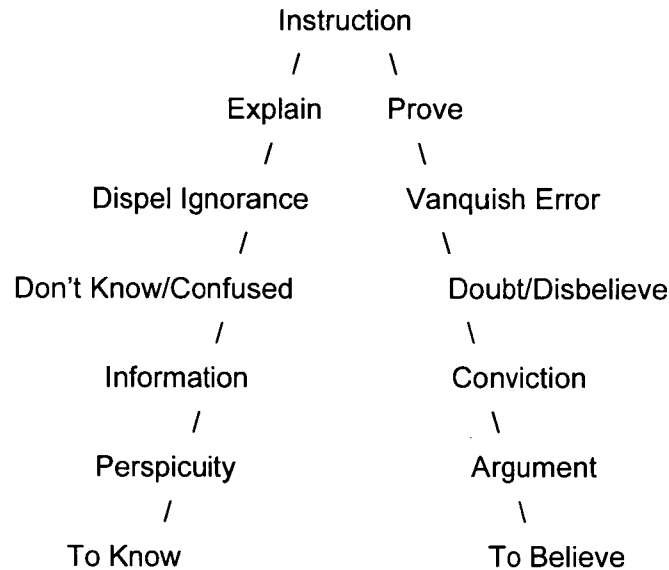 Instruction
/ \
Explain Prove
/ \
Dispel Ignorance Vanquish Error
/ \
Don't Know/Confused Doubt/Disbelieve
/ \
Information Conviction
/ \
Perspicuity Argument
/ \
To Know To Believe